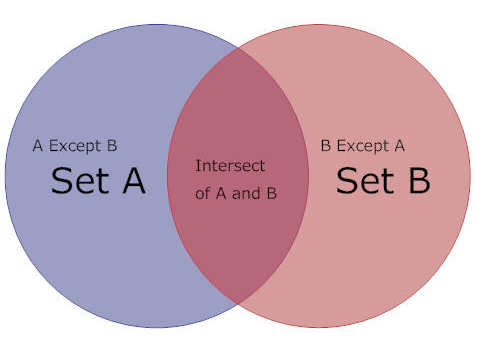 A Except B
Set A
Intersect
of A and B
B Except A
Set B